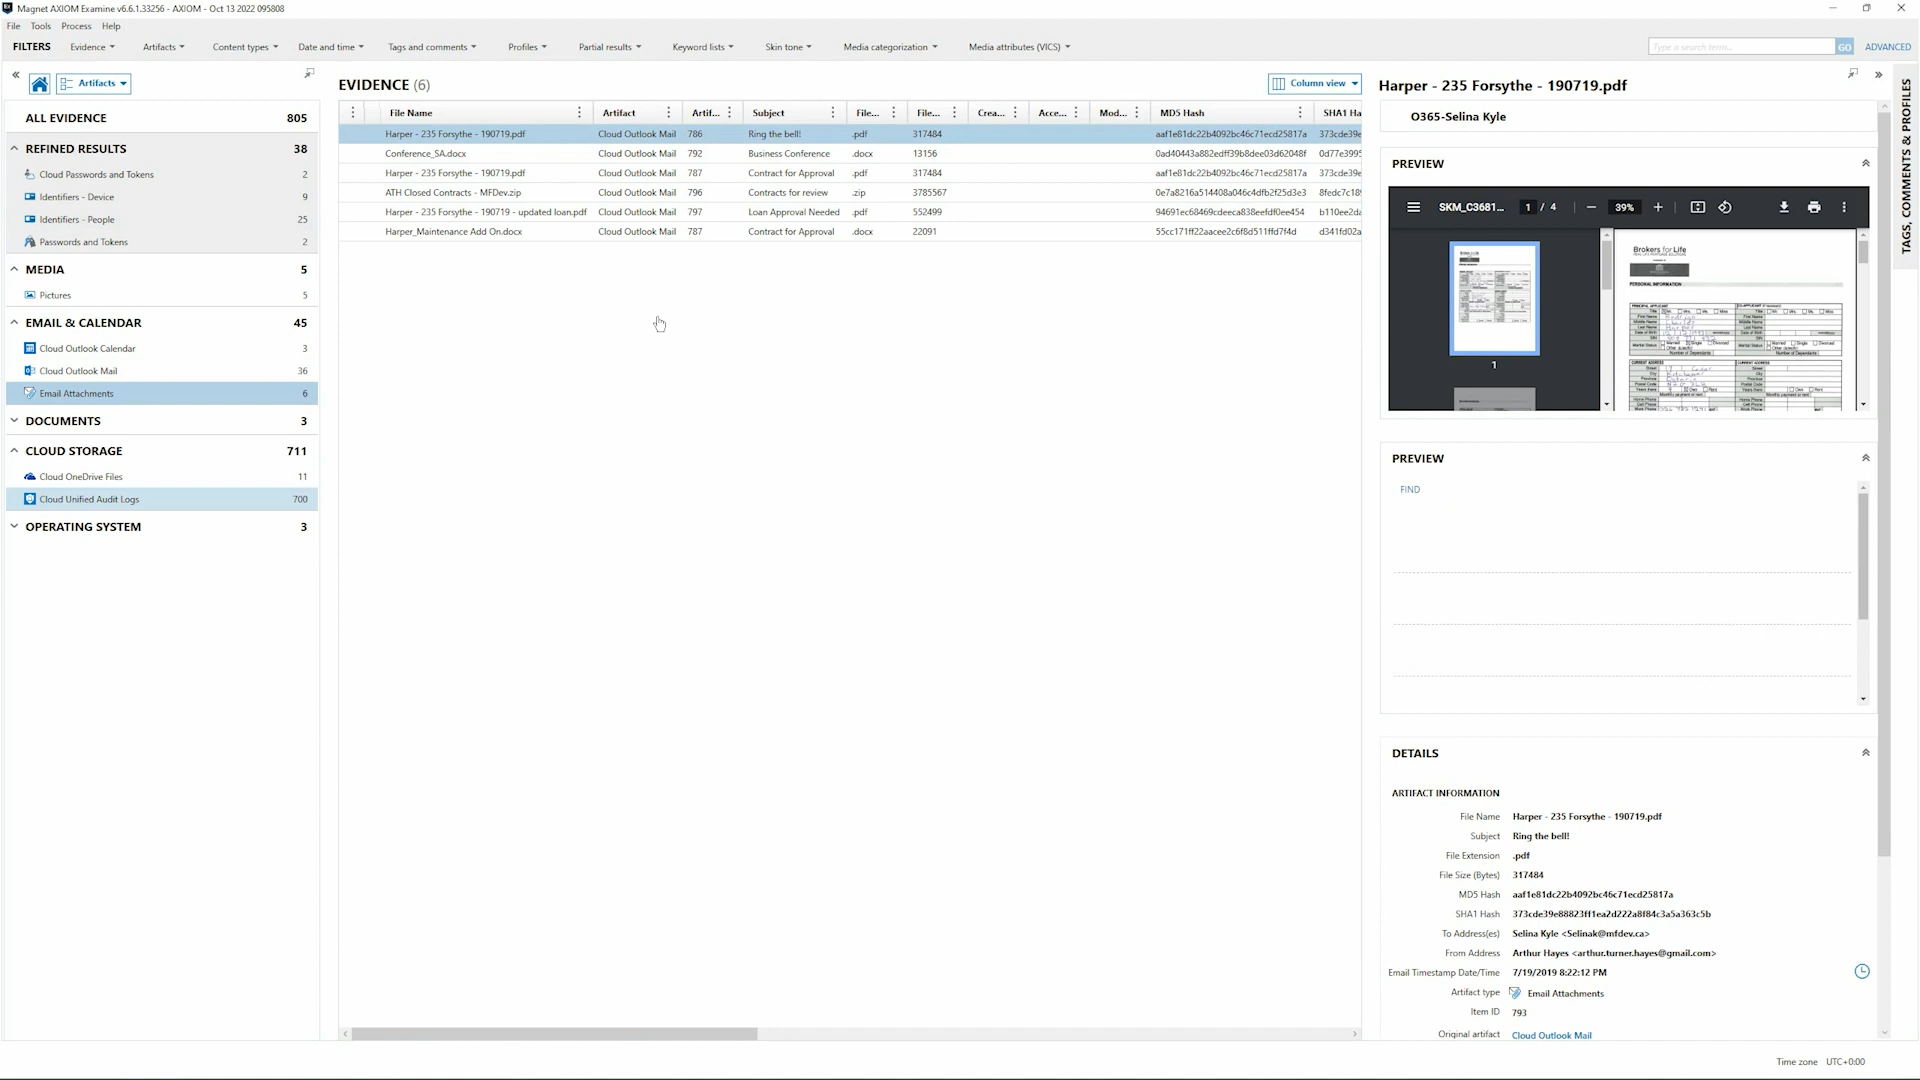 Magnet AXIOM Examine v6.6.1.33256 - AXIOM - Oct 13 2022 095808
File Tools Process Help
FILTERS Evidence Artifacts Content types Date and time Tags and comments Profiles Partial results Keyword lists Skin tone Media categorization Media attributes (VICS) Type a search term... GO ADVANCED
Artifacts
ALL EVIDENCE 805
REFINED RESULTS 38
Cloud Passwords and Tokens 2
Identifiers - Device 9
Identifiers - People 25
Passwords and Tokens 2
MEDIA 5
Pictures 5
EMAIL & CALENDAR 45
Cloud Outlook Calendar 3
Cloud Outlook Mail 36
Email Attachments 6
DOCUMENTS 3
CLOUD STORAGE 711
Cloud OneDrive Files 11
Cloud Unified Audit Logs 700
OPERATING SYSTEM 3
EVIDENCE (6) Column view
File Name Artifact Artif... Subject File... File... Crea... Acce... Mod... MD5 Hash SHA1 Ha
Harper - 235 Forsythe - 190719.pdf Cloud Outlook Mail 786 Ring the bell! .pdf 317484 aaf1e81dc22b4092bc46c71ecd25817a 373cde39e
Conference_SA.docx Cloud Outlook Mail 792 Business Conference .docx 13156 0ad40443a882edff39b8dee03d62048f 0d77e3995
Harper - 235 Forsythe - 190719.pdf Cloud Outlook Mail 787 Contract for Approval .pdf 317484 aaf1e81dc22b4092bc46c71ecd25817a 373cde39e
ATH Closed Contracts - MFDev.zip Cloud Outlook Mail 796 Contracts for review .zip 3785567 0e7a8216a514408a046c4dfb2f25d3e3 8fedc7c18
Harper - 235 Forsythe - 190719 - updated loan.pdf Cloud Outlook Mail 797 Loan Approval Needed .pdf 552499 94691ec68469cdeeca838eefdf0ee454 b110ee2d
Harper_Maintenance Add On.docx Cloud Outlook Mail 787 Contract for Approval .docx 22091 55cc171ff22aacee2c6f8d511ffd7f4d d341fd02a
Harper - 235 Forsythe - 190719.pdf
O365-Selina Kyle
PREVIEW
SKM_C3681... 1 / 4 39%
1
Brokers for Life
PERSONAL INFORMATION
PREVIEW
FIND
DETAILS
ARTIFACT INFORMATION
File Name Harper - 235 Forsythe - 190719.pdf
Subject Ring the bell!
File Extension .pdf
File Size (Bytes) 317484
MD5 Hash aaf1e81dc22b4092bc46c71ecd25817a
SHA1 Hash 373cde39e88823ff1ea2d222a8f84c3a5a363c5b
To Address(es) Selina Kyle <Selinak@mfdev.ca>
From Address Arthur Hayes <arthur.turner.hayes@gmail.com>
Email Timestamp Date/Time 7/19/2019 8:22:12 PM
Artifact type Email Attachments
Item ID 793
Original artifact Cloud Outlook Mail
TAGS, COMMENTS & PROFILES
Time zone UTC+0:00